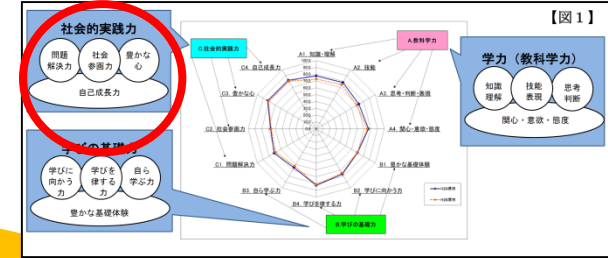 【図1】
社会的実践力
問題
解決力
社会
参画力
豊かな
心
自己成長力
学びの基礎力
学びに
向かう
力
学びを
律する
力
自ら
学ぶ力
豊かな基礎体験
学力（教科学力）
知識
理解
技能
表現
思考
判断
関心・意欲・態度
C.社会的実践力
A.教科学力
B.学びの基礎力
A1. 知識・理解
A2. 技能
A3. 思考・判断・表現
A4. 関心・意欲・態度
B1. 豊かな基礎体験
B2. 学びに向かう力
B4. 学びを律する力
B3. 自ら学ぶ力
C1. 問題解決力
C2. 社会参画力
C3. 豊かな心
C4. 自己成長力